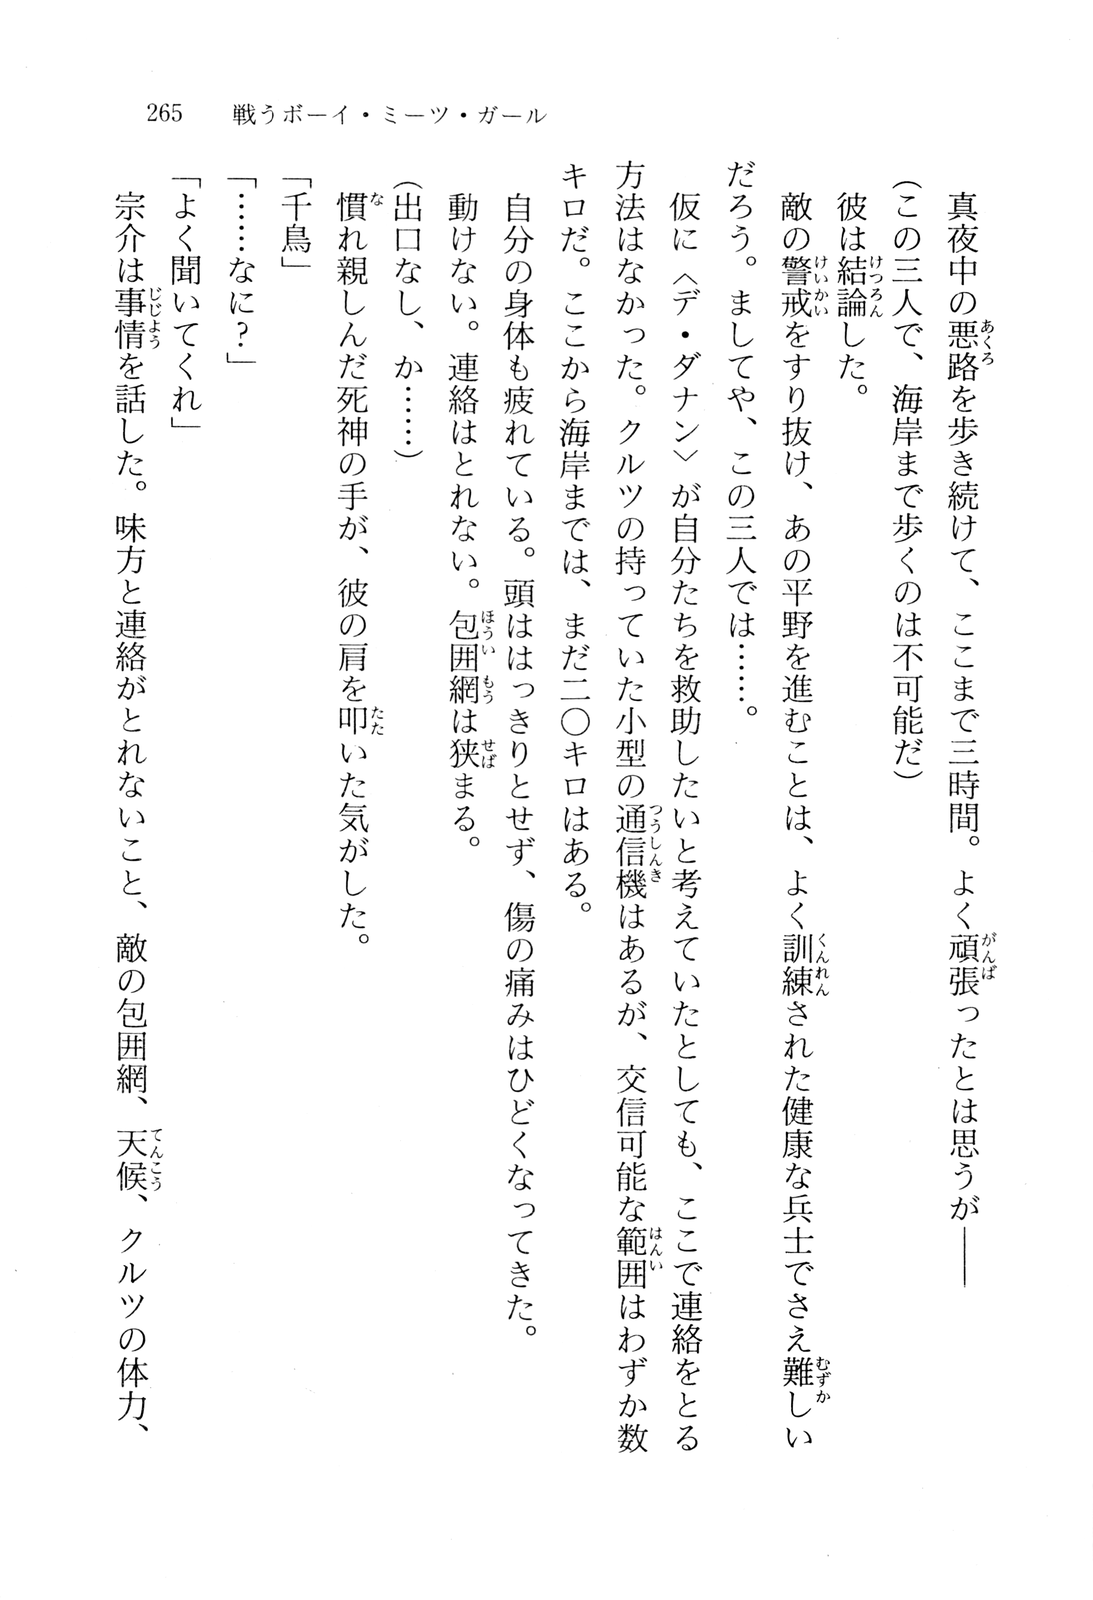 265　戦うボーイ・ミーツ・ガール
真夜中の悪路を歩き続けて、ここまで三時間。よく頑張ったとは思うが——
(この三人で、海岸まで歩くのは不可能だ)
彼は結論した。
敵の警戒をすり抜け、あの平野を進むことは、よく訓練された健康な兵士でさえ難しい
だろう。ましてや、この三人では……。
仮に〈デ・ダナン〉が自分たちを救助したいと考えていたとしても、ここで連絡をとる
方法はなかった。クルツの持っていた小型の通信機はあるが、交信可能な範囲はわずか数
キロだ。ここから海岸までは、まだ二〇キロはある。
自分の身体も疲れている。頭ははっきりとせず、傷の痛みはひどくなってきた。
動けない。連絡はとれない。包囲網は狭まる。
(出口なし、か……)
慣れ親しんだ死神の手が、彼の肩を叩いた気がした。
「千鳥」
「……なに?」
「よく聞いてくれ」
宗介は事情を話した。味方と連絡がとれないこと、敵の包囲網、天候、クルツの体力、